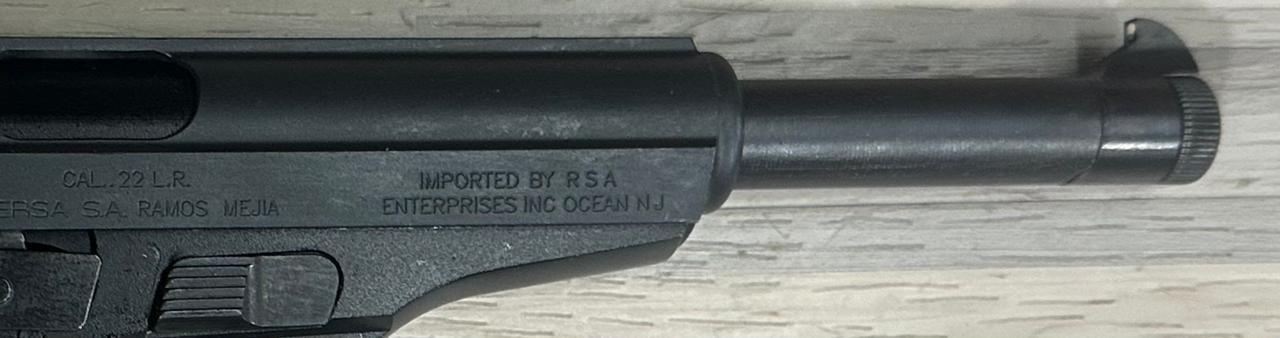 CAL. .22 L.R.
ERSA S.A. RAMOS MEJIA
IMPORTED BY R S A
ENTERPRISES INC OCEAN N J